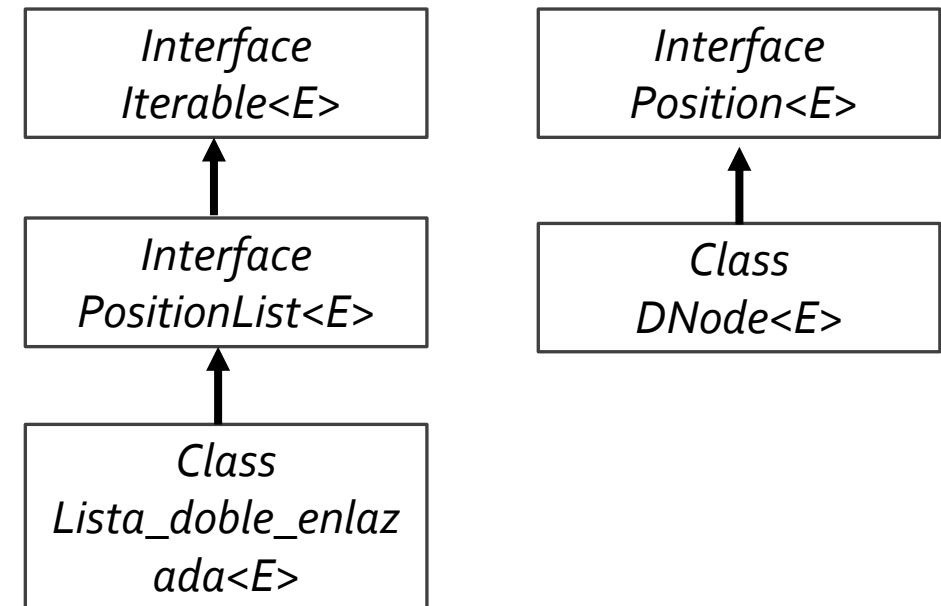 Interface
Iterable<E>
Interface
PositionList<E>
Class
Lista_doble_enlaz
ada<E>
Interface
Position<E>
Class
DNode<E>